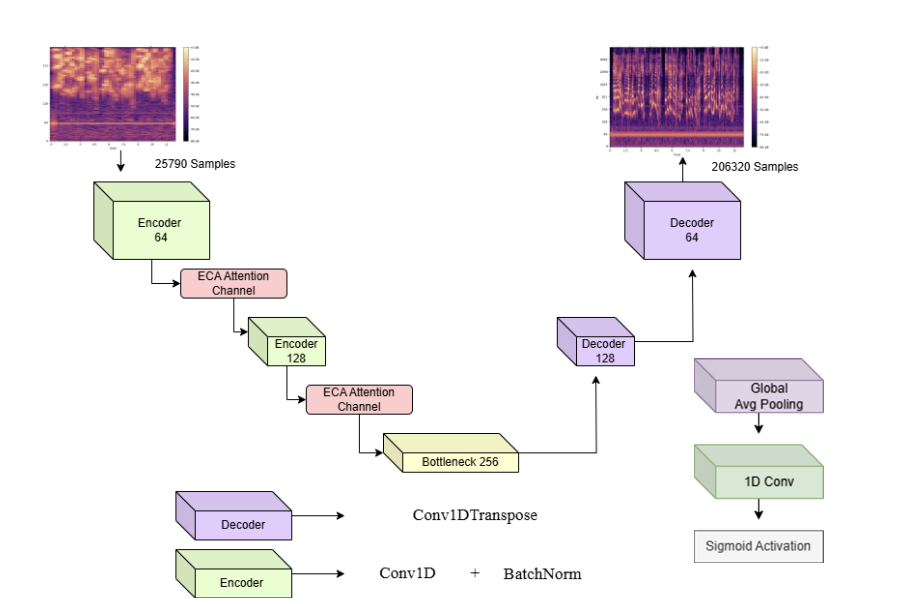 25790 Samples
206320 Samples
Encoder
64
Decoder
64
ECA Attention
Channel
Encoder
128
Decoder
128
ECA Attention
Channel
Global
Avg Pooling
Bottleneck 256
1D Conv
Decoder
Conv1DTranspose
Sigmoid Activation
Encoder
Conv1D + BatchNorm